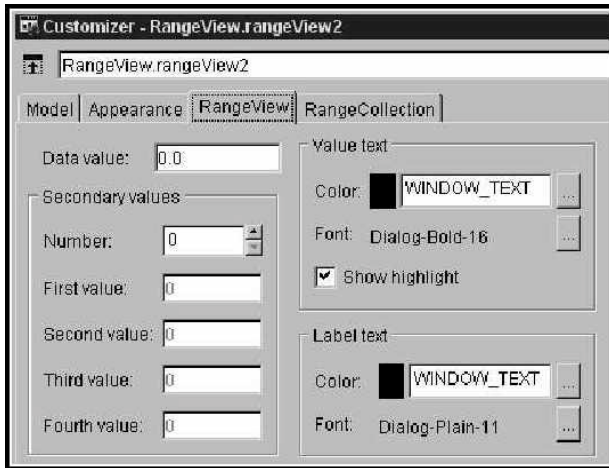 Customizer - RangeView.rangeView2
RangeView.rangeView2
Model Appearance RangeView RangeCollection
Data value: 0.0
Secondary values
Number: 0
First value: 0
Second value: 0
Third value: 0
Fourth value: 0
Value text
Color: WINDOW_TEXT ...
Font: Dialog-Bold-16 ...
Show highlight
Label text
Color: WINDOW_TEXT ...
Font: Dialog-Plain-11 ...